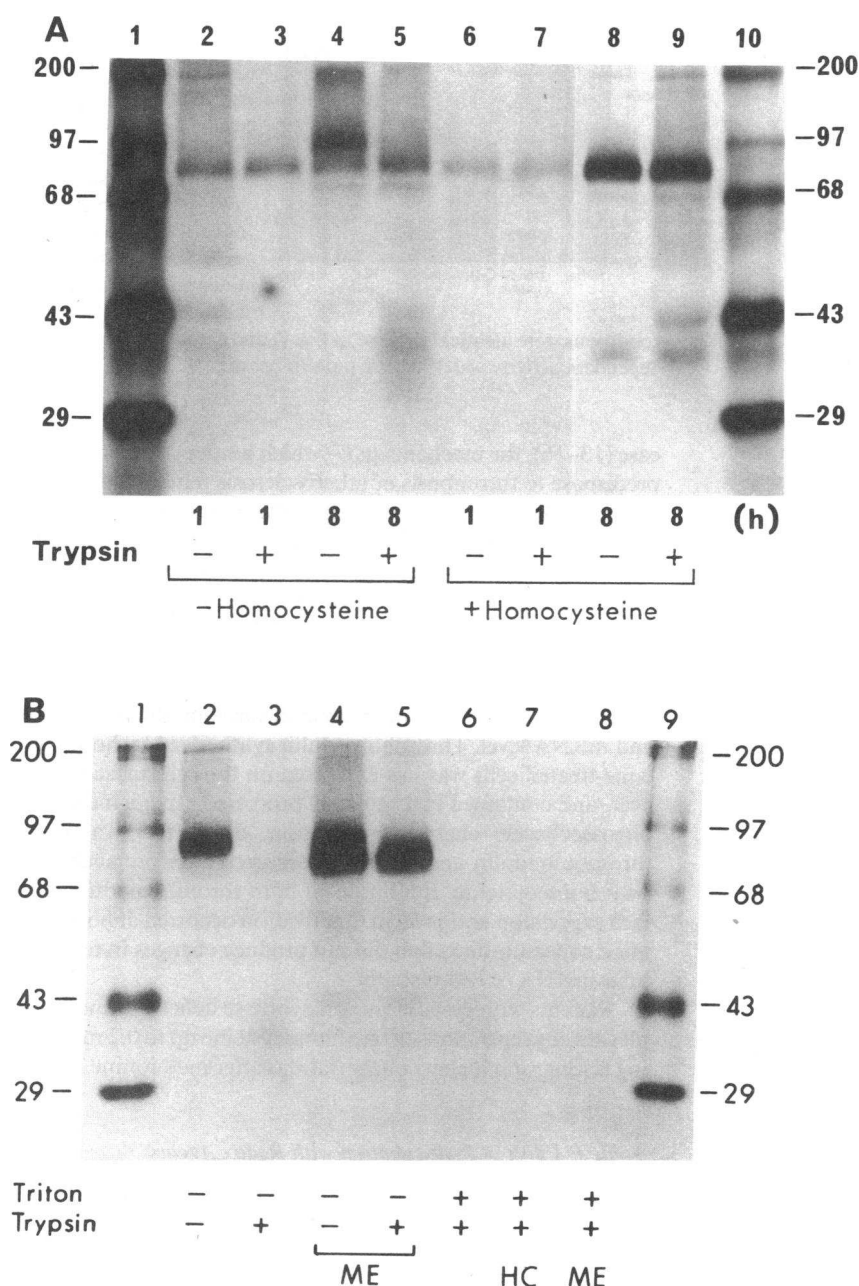 A 1 2 3 4 5 6 7 8 9 10
200– –200
97– –97
68– –68
43– –43
29– –29
1 1 8 8 1 1 8 8 (h)
Trypsin – + – + – + – +
–Homocysteine +Homocysteine
B 1 2 3 4 5 6 7 8 9
200– –200
97– –97
68– –68
43– –43
29– –29
Triton – – – – + + +
Trypsin – + – + + + +
ME HC ME